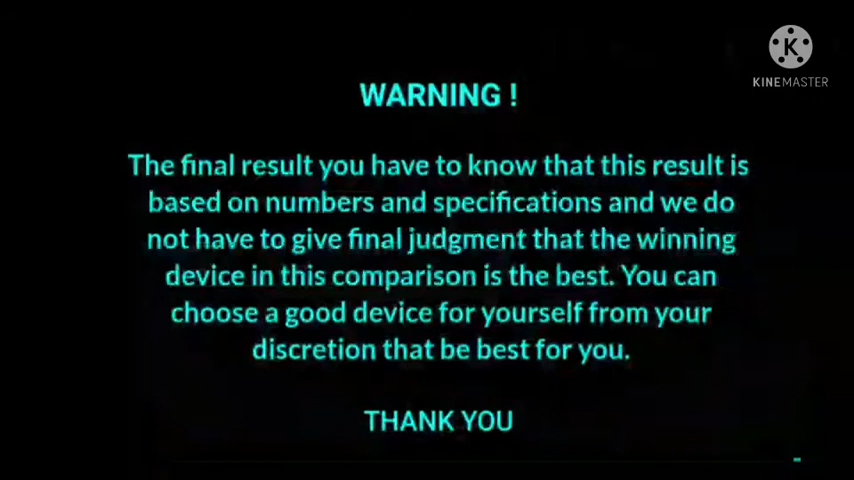 K
KINEMASTER
WARNING !
The final result you have to know that this result is
based on numbers and specifications and we do
not have to give final judgment that the winning
device in this comparison is the best. You can
choose a good device for yourself from your
discretion that be best for you.
THANK YOU